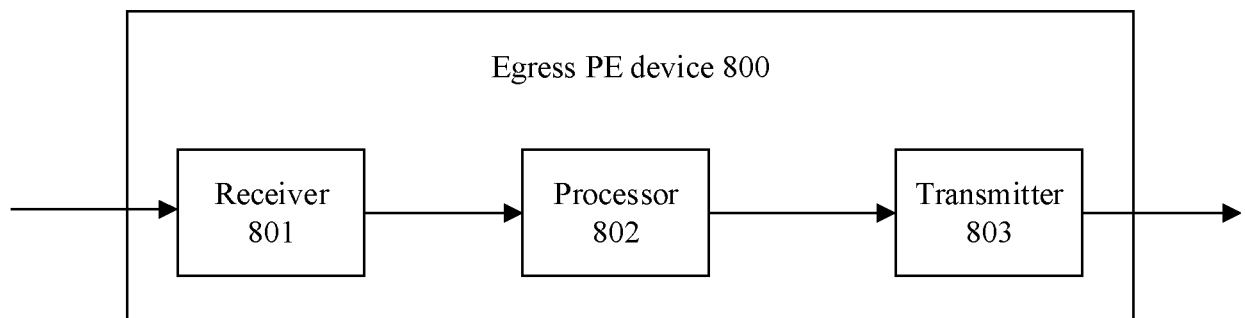 Egress PE device 800
Receiver
801
Processor
802
Transmitter
803